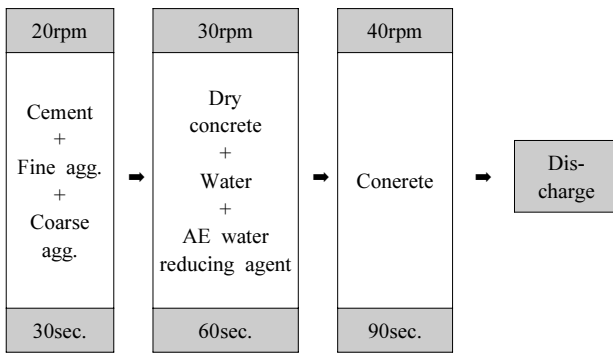 20rpm
Cement
+
Fine agg.
+
Coarse
agg.
30sec.
30rpm
Dry
concrete
+
Water
+
AE water
reducing agent
60sec.
40rpm
Conerete
90sec.
Dis-
charge